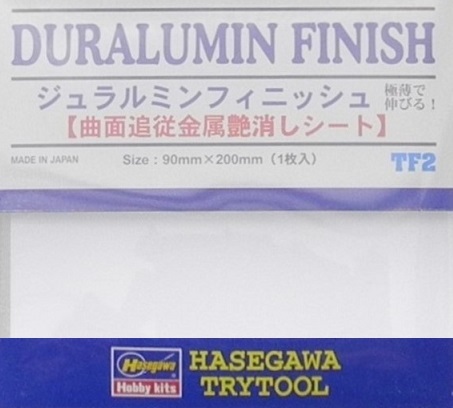 DURALUMIN FINISH
ジュラルミンフィニッシュ 極薄で伸びる！
【曲面追従金属艶消しシート】
MADE IN JAPAN Size : 90mm×200mm（1枚入） TF2
Hasegawa
Hobby kits
HASEGAWA
TRYTOOL